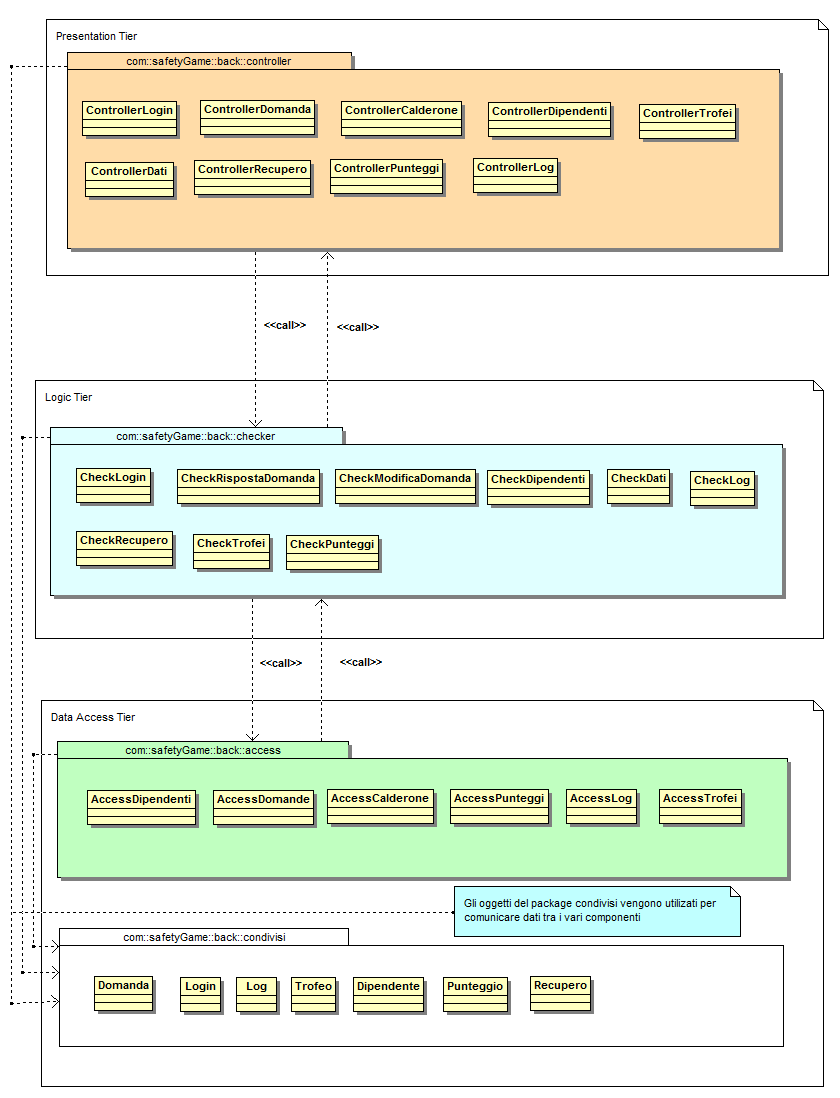 Presentation Tier
com::safetyGame::back::controller
ControllerLogin
ControllerDomanda
ControllerCalderone
ControllerDipendenti
ControllerTrofei
ControllerDati
ControllerRecupero
ControllerPunteggi
ControllerLog
<<call>>
<<call>>
Logic Tier
com::safetyGame::back::checker
CheckLogin
CheckRispostaDomanda
CheckModificaDomanda
CheckDipendenti
CheckDati
CheckLog
CheckRecupero
CheckTrofei
CheckPunteggi
<<call>>
<<call>>
Data Access Tier
com::safetyGame::back::access
AccessDipendenti
AccessDomande
AccessCalderone
AccessPunteggi
AccessLog
AccessTrofei
Gli oggetti del package condivisi vengono utilizati per
comunicare dati tra i vari componenti
com::safetyGame::back::condivisi
Domanda
Login
Log
Trofeo
Dipendente
Punteggio
Recupero